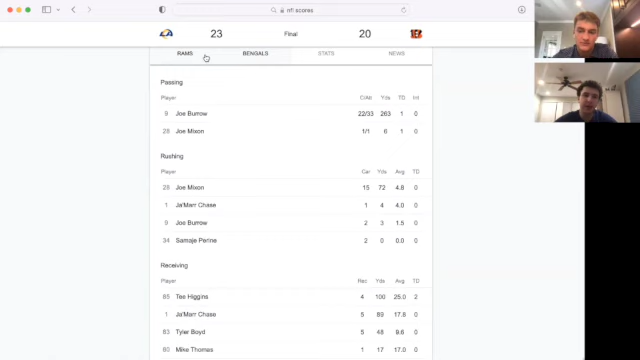 nfl scores
23 Final 20
RAMS BENGALS STATS NEWS
Passing
Player C/Att Yds TD Int
9 Joe Burrow 22/33 263 1 0
28 Joe Mixon 1/1 6 1 0
Rushing
Player Car Yds Avg TD
28 Joe Mixon 15 72 4.8 0
1 Ja'Marr Chase 1 4 4.0 0
9 Joe Burrow 2 3 1.5 0
34 Samaje Perine 2 0 0.0 0
Receiving
Player Rec Yds Avg TD
85 Tee Higgins 4 100 25.0 2
1 Ja'Marr Chase 5 89 17.8 0
83 Tyler Boyd 5 48 9.6 0
80 Mike Thomas 1 17 17.0 0